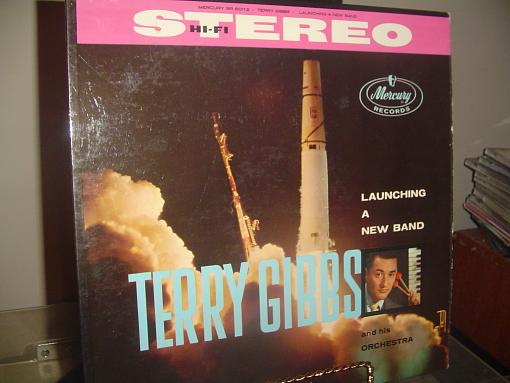 MERCURY SR 60112 • TERRY GIBBS • LAUNCHING A NEW BAND
STEREO
HI-FI
Mercury
RECORDS
LAUNCHING
A
NEW BAND
TERRY GIBBS
and his
ORCHESTRA